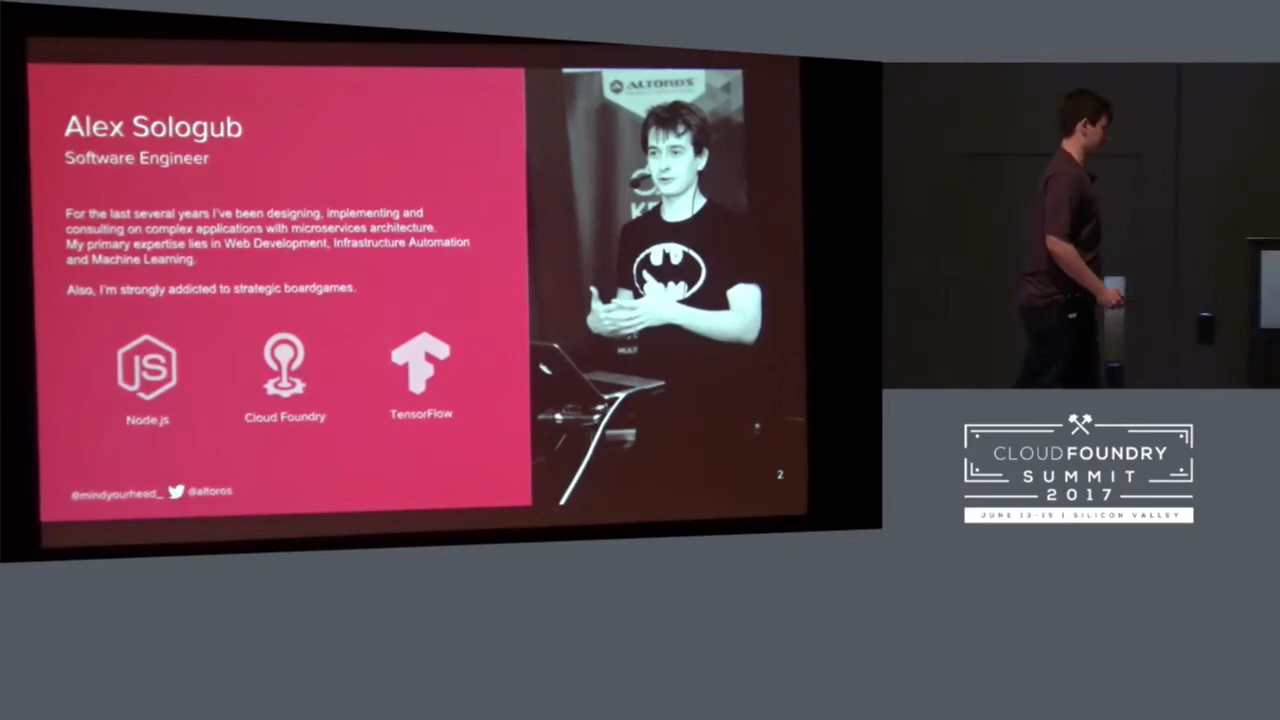 Alex Sologub
Software Engineer
For the last several years I've been designing, implementing and
consulting on complex applications with microservices architecture.
My primary expertise lies in Web Development, Infrastructure Automation
and Machine Learning.
Also, I'm strongly addicted to strategic boardgames.
JS
Node.js
Cloud Foundry
TensorFlow
@mindyourhead_ @altoros
ALTOROS
2
CLOUDFOUNDRY
SUMMIT
2017
JUNE 13-15 | SILICON VALLEY